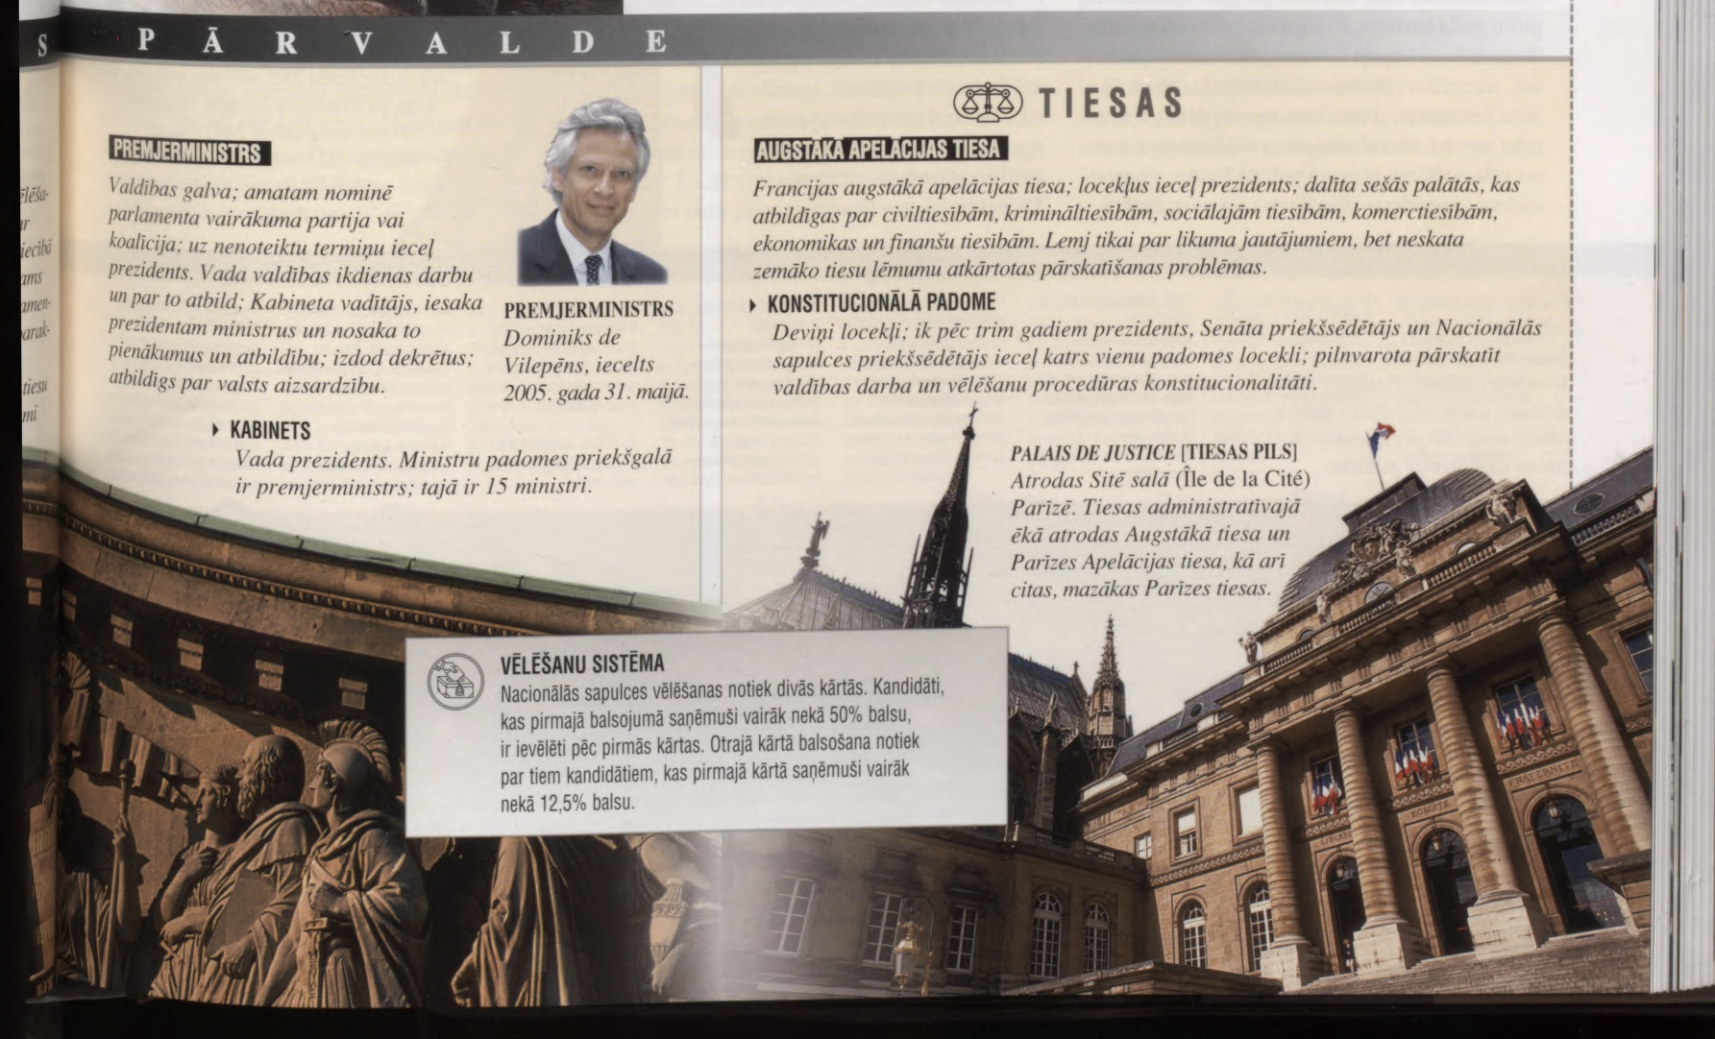 S PĀRVALDE
PREMJERMINISTRS
Valdības galva; amatam nominē
parlamenta vairākuma partija vai
koalīcija; uz nenoteiktu termiņu ieceļ
prezidents. Vada valdības ikdienas darbu
un par to atbild; Kabineta vadītājs, iesaka
prezidentam ministrus un nosaka to
pienākumus un atbildību; izdod dekrētus;
atbildīgs par valsts aizsardzību.
PREMJERMINISTRS
Dominiks de
Vilepēns, iecelts
2005. gada 31. maijā.
KABINETS
Vada prezidents. Ministru padomes priekšgalā
ir premjerministrs; tajā ir 15 ministri.
TIESAS
AUGSTĀKĀ APELĀCIJAS TIESA
Francijas augstākā apelācijas tiesa; locekļus ieceļ prezidents; dalīta sešās palātās, kas
atbildīgas par civiltiesībām, krimināltiesībām, sociālajām tiesībām, komerctiesībām,
ekonomikas un finanšu tiesībām. Lemj tikai par likuma jautājumiem, bet neskata
zemāko tiesu lēmumu atkārtotas pārskatīšanas problēmas.
KONSTITUCIONĀLĀ PADOME
Deviņi locekļi; ik pēc trim gadiem prezidents, Senāta priekšsēdētājs un Nacionālās
sapulces priekšsēdētājs ieceļ katrs vienu padomes locekli; pilnvarota pārskatīt
valdības darba un vēlēšanu procedūras konstitucionalitāti.
PALAIS DE JUSTICE [TIESAS PILS]
Atrodas Sitē salā (Île de la Cité)
Parīzē. Tiesas administratīvajā
ēkā atrodas Augstākā tiesa un
Parīzes Apelācijas tiesa, kā arī
citas, mazākas Parīzes tiesas.
VĒLĒŠANU SISTĒMA
Nacionālās sapulces vēlēšanas notiek divās kārtās. Kandidāti,
kas pirmajā balsojumā saņēmuši vairāk nekā 50% balsu,
ir ievēlēti pēc pirmās kārtas. Otrajā kārtā balsošana notiek
par tiem kandidātiem, kas pirmajā kārtā saņēmuši vairāk
nekā 12,5% balsu.